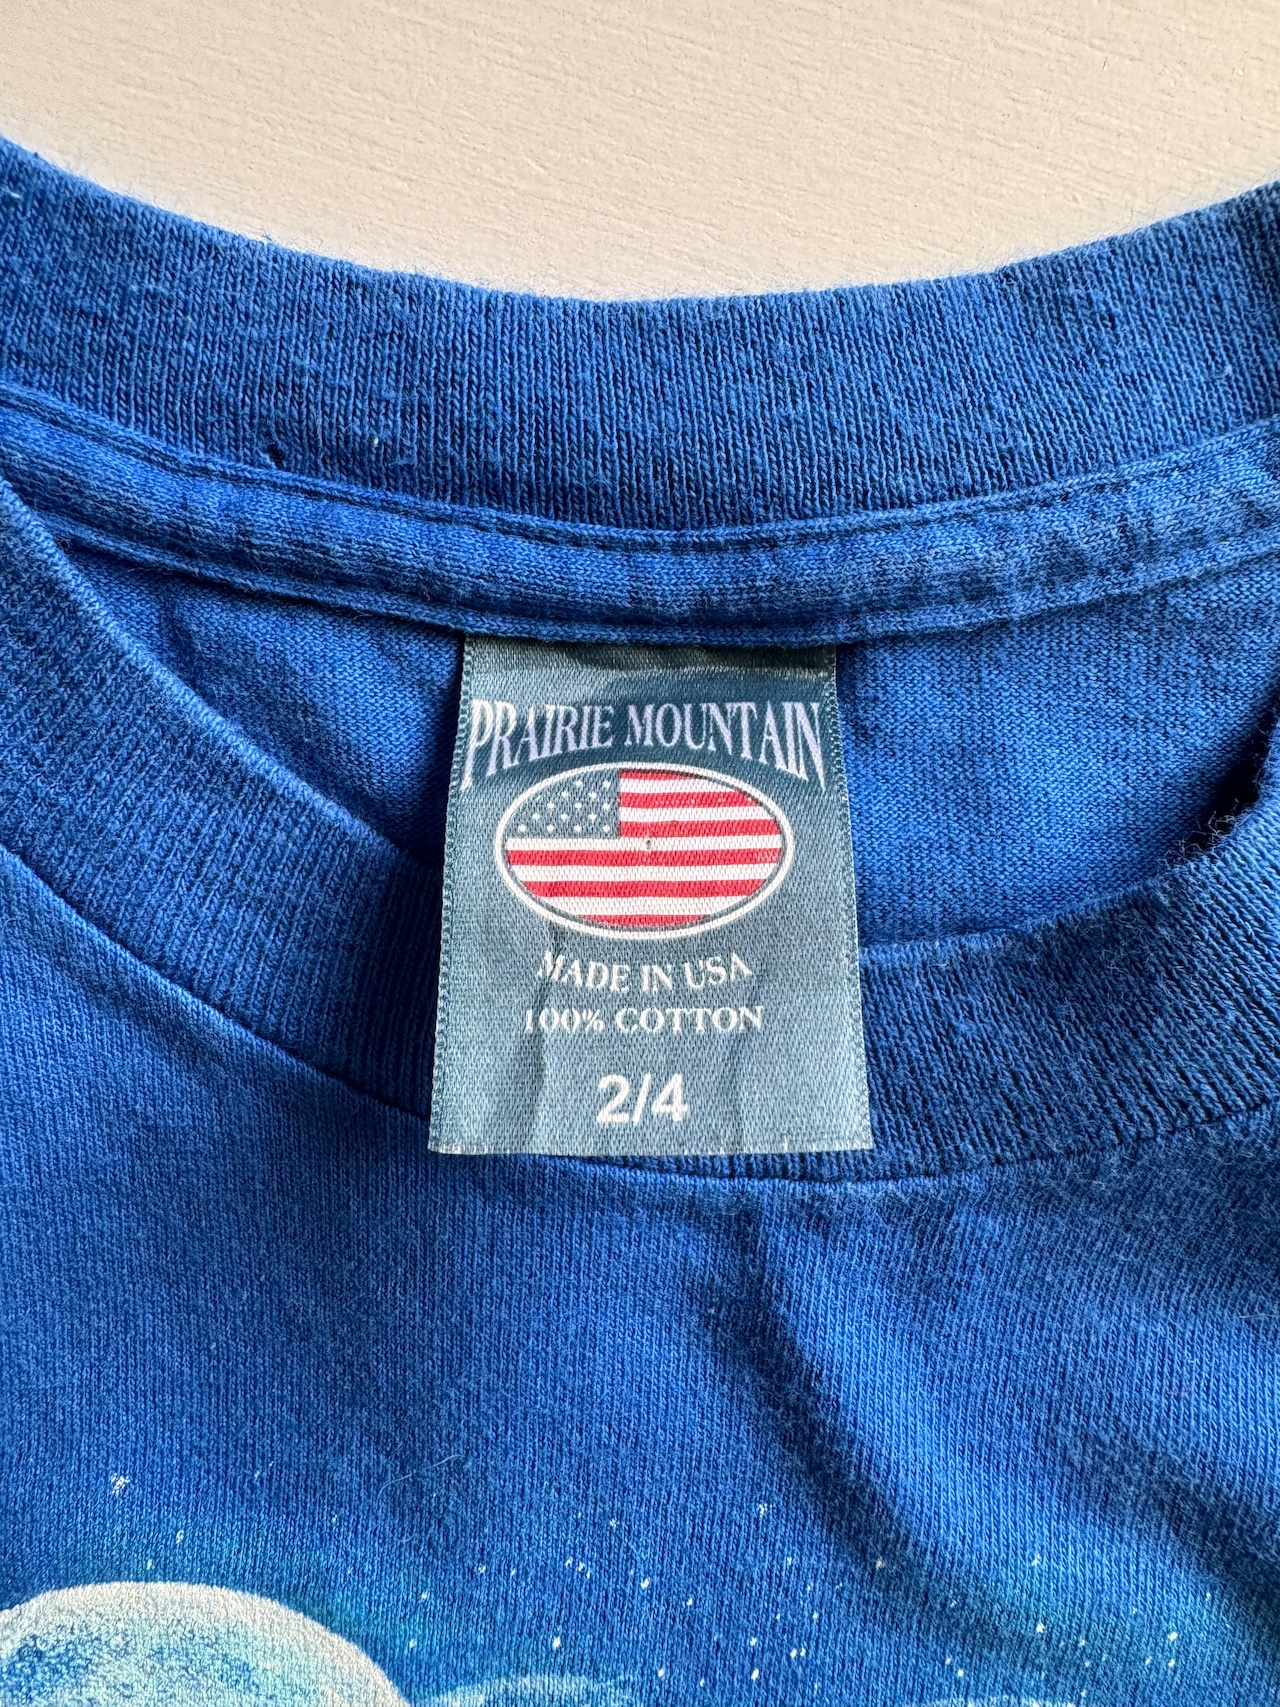 PRAIRIE MOUNTAIN
MADE IN USA
100% COTTON
2/4